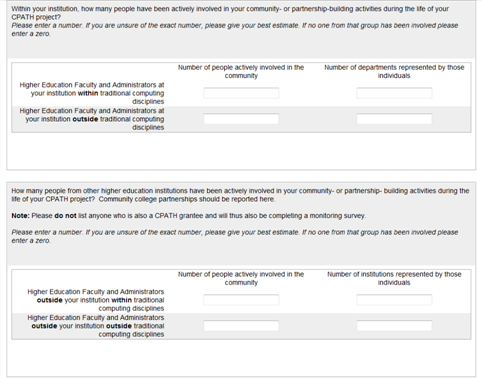 Within your institution, how many people have been actively involved in your community- or partnership-building activities during the life of your
CPATH project?
Please enter a number. If you are unsure of the exact number, please give your best estimate. If no one from that group has been involved please
enter a zero.
Number of people actively involved in the
community
Number of departments represented by those
individuals
Higher Education Faculty and Administrators at
your institution within traditional computing
disciplines
Higher Education Faculty and Administrators at
your institution outside traditional computing
disciplines
How many people from other higher education institutions have been actively involved in your community- or partnership- building activities during the
life of your CPATH project? Community college partnerships should be reported here.
Note: Please do not list anyone who is also a CPATH grantee and will thus also be completing a monitoring survey.
Please enter a number. If you are unsure of the exact number, please give your best estimate. If no one from that group has been involved please
enter a zero.
Number of people actively involved in the
community
Number of institutions represented by those
individuals
Higher Education Faculty and Administrators
outside your institution within traditional
computing disciplines
Higher Education Faculty and Administrators
outside your institution outside traditional
computing disciplines